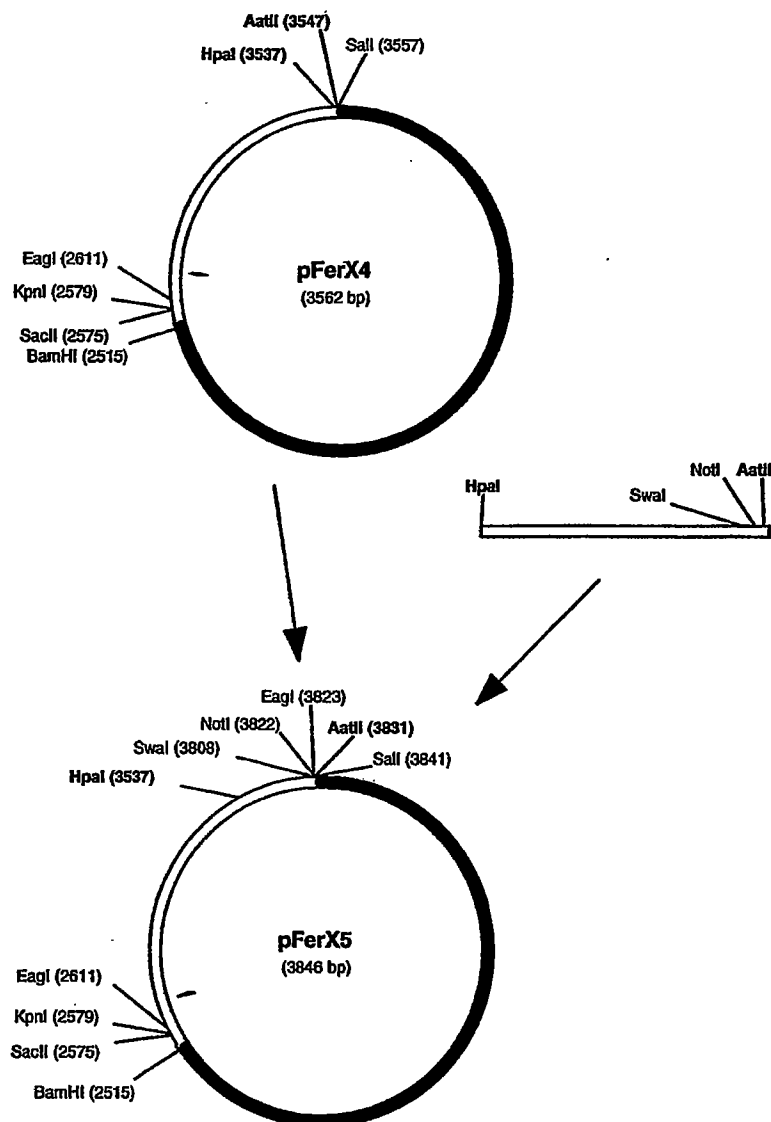 AatII (3547)
HpaI (3537)
SalI (3557)
EagI (2611)
KpnI (2579)
SacII (2575)
BamHI (2515)
pFerX4
(3562 bp)
HpaI
SwaI
NotI
AatII
EagI (3823)
NotI (3822)
AatII (3831)
SwaI (3808)
SalI (3841)
HpaI (3537)
pFerX5
(3846 bp)
EagI (2611)
KpnI (2579)
SacII (2575)
BamHI (2515)